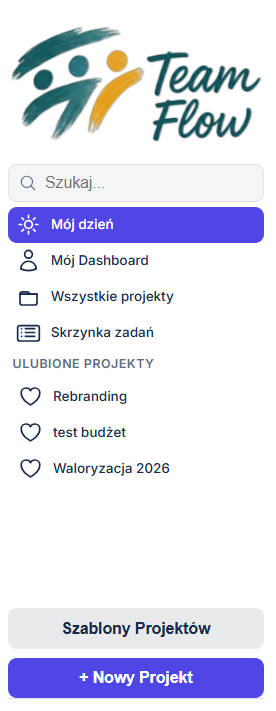 Team
Flow
Szukaj...
Mój dzień
Mój Dashboard
Wszystkie projekty
Skrzynka zadań
ULUBIONE PROJEKTY
Rebranding
test budżet
Waloryzacja 2026
Szablony Projektów
+ Nowy Projekt